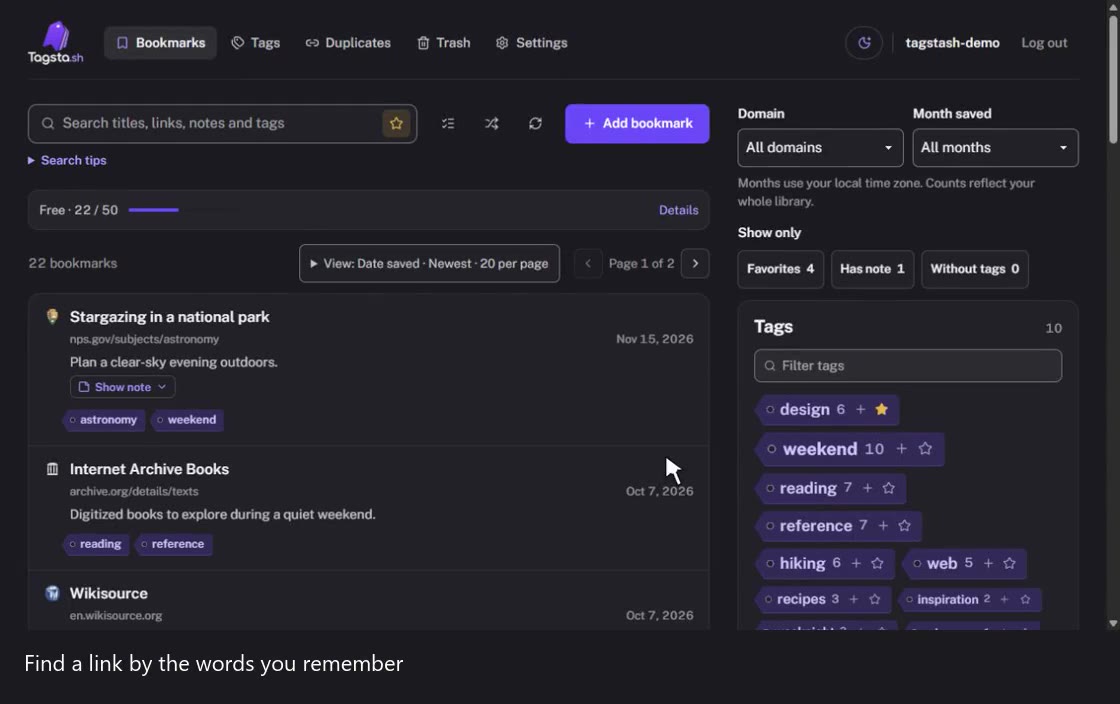 Tagsta.sh
Bookmarks
Tags
Duplicates
Trash
Settings
tagstash-demo
Log out
Search titles, links, notes and tags
+ Add bookmark
Search tips
Free · 22 / 50
Details
22 bookmarks
View: Date saved · Newest · 20 per page
Page 1 of 2
Stargazing in a national park
nps.gov/subjects/astronomy
Nov 15, 2026
Plan a clear-sky evening outdoors.
Show note
astronomy
weekend
Internet Archive Books
archive.org/details/texts
Oct 7, 2026
Digitized books to explore during a quiet weekend.
reading
reference
Wikisource
en.wikisource.org
Oct 7, 2026
Domain
Month saved
All domains
All months
Months use your local time zone. Counts reflect your
whole library.
Show only
Favorites 4
Has note 1
Without tags 0
Tags
10
Filter tags
design 6 +
weekend 10 +
reading 7 +
reference 7 +
hiking 6 +
web 5 +
recipes 3 +
inspiration 2 +
Find a link by the words you remember